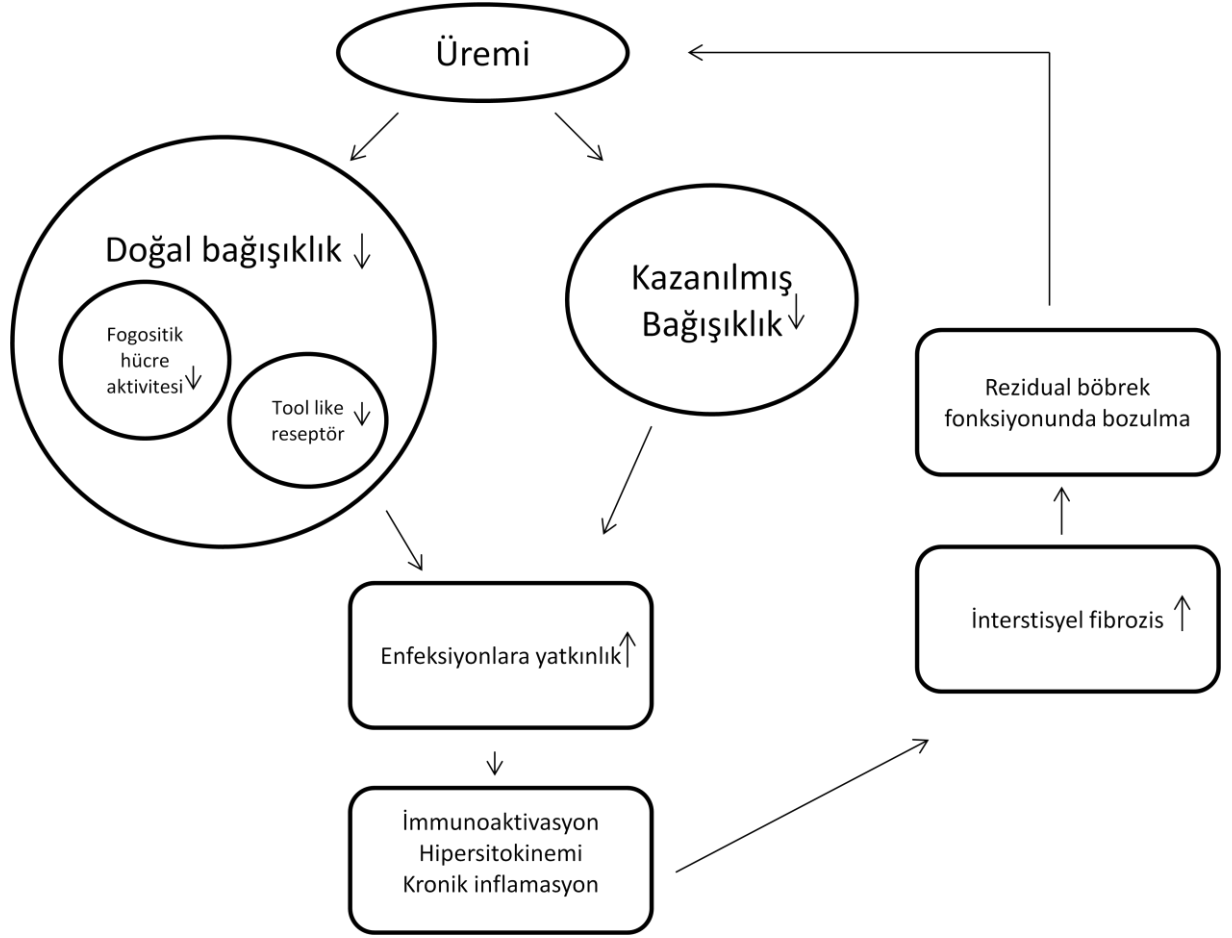 Üremi
Doğal bağışıklık ↓
Fogositik
hücre
aktivitesi ↓
Tool like ↓
reseptör
Kazanılmış
Bağışıklık ↓
Enfeksiyonlara yatkınlık ↑
İmmunoaktivasyon
Hipersitokinemi
Kronik inflamasyon
İnterstisyel fibrozis ↑
Rezidual böbrek
fonksiyonunda bozulma